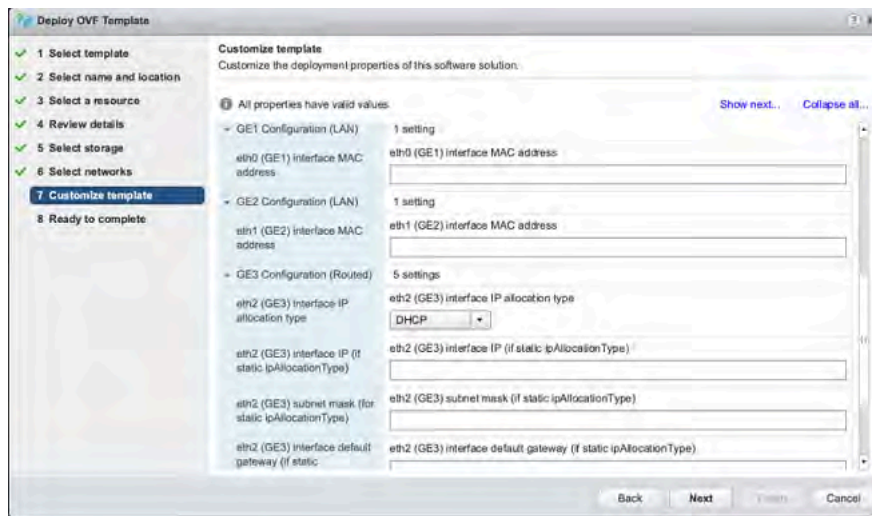 Deploy OVF Template
1 Select template
2 Select name and location
3 Select a resource
4 Review details
5 Select storage
6 Select networks
7 Customize template
8 Ready to complete
Customize template
Customize the deployment properties of this software solution.
All properties have valid values
Show next...
Collapse all...
GE1 Configuration (LAN)
1 setting
eth0 (GE1) interface MAC
address
eth0 (GE1) interface MAC address
GE2 Configuration (LAN)
1 setting
eth1 (GE2) interface MAC
address
eth1 (GE2) interface MAC address
GE3 Configuration (Routed)
5 settings
eth2 (GE3) interface IP
allocation type
eth2 (GE3) interface IP allocation type
DHCP
eth2 (GE3) interface IP (if
static ipAllocationType)
eth2 (GE3) interface IP (if static ipAllocationType)
eth2 (GE3) subnet mask (for
static ipAllocationType)
eth2 (GE3) subnet mask (if static ipAllocationType)
eth2 (GE3) interface default
gateway (if static
eth2 (GE3) interface default gateway (if static ipAllocationType)
Back
Next
Finish
Cancel